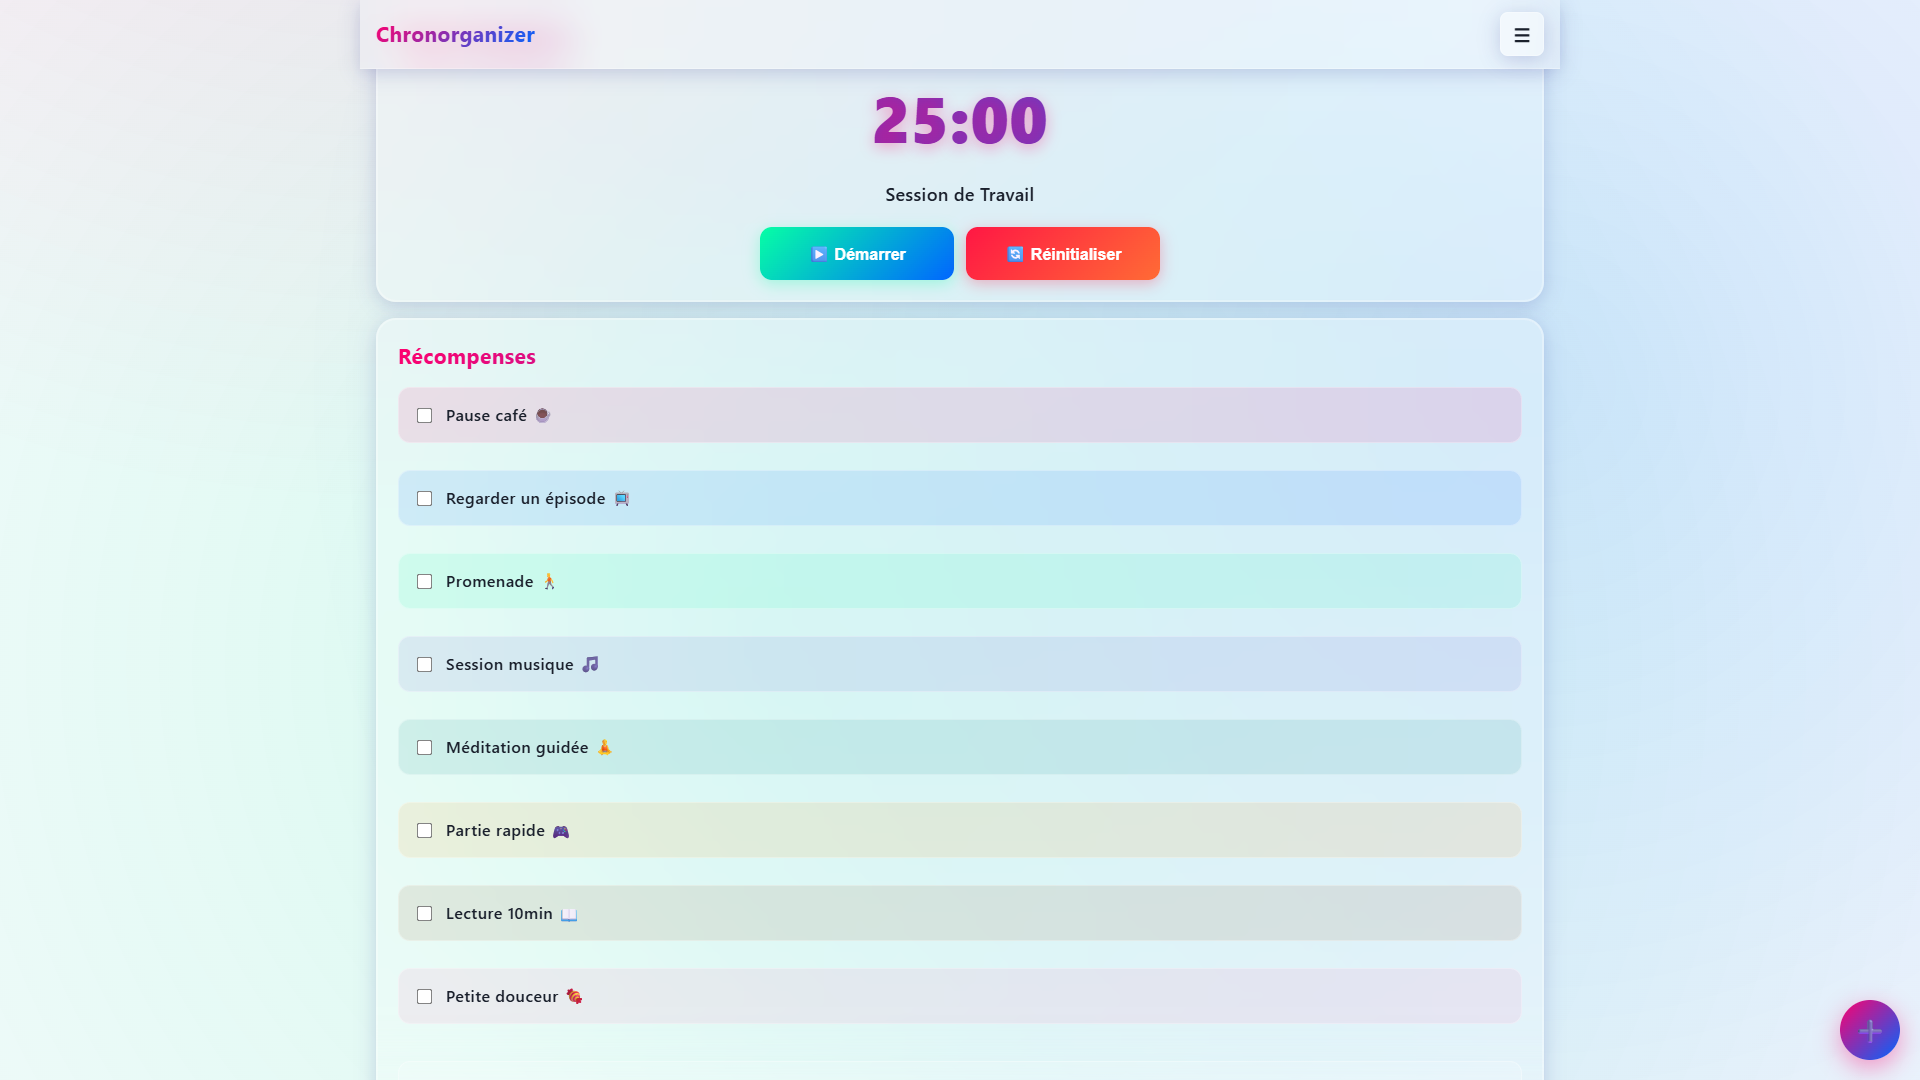 Chronorganizer
25:00
Session de Travail
Démarrer
Réinitialiser
Récompenses
Pause café
Regarder un épisode
Promenade
Session musique
Méditation guidée
Partie rapide
Lecture 10min
Petite douceur